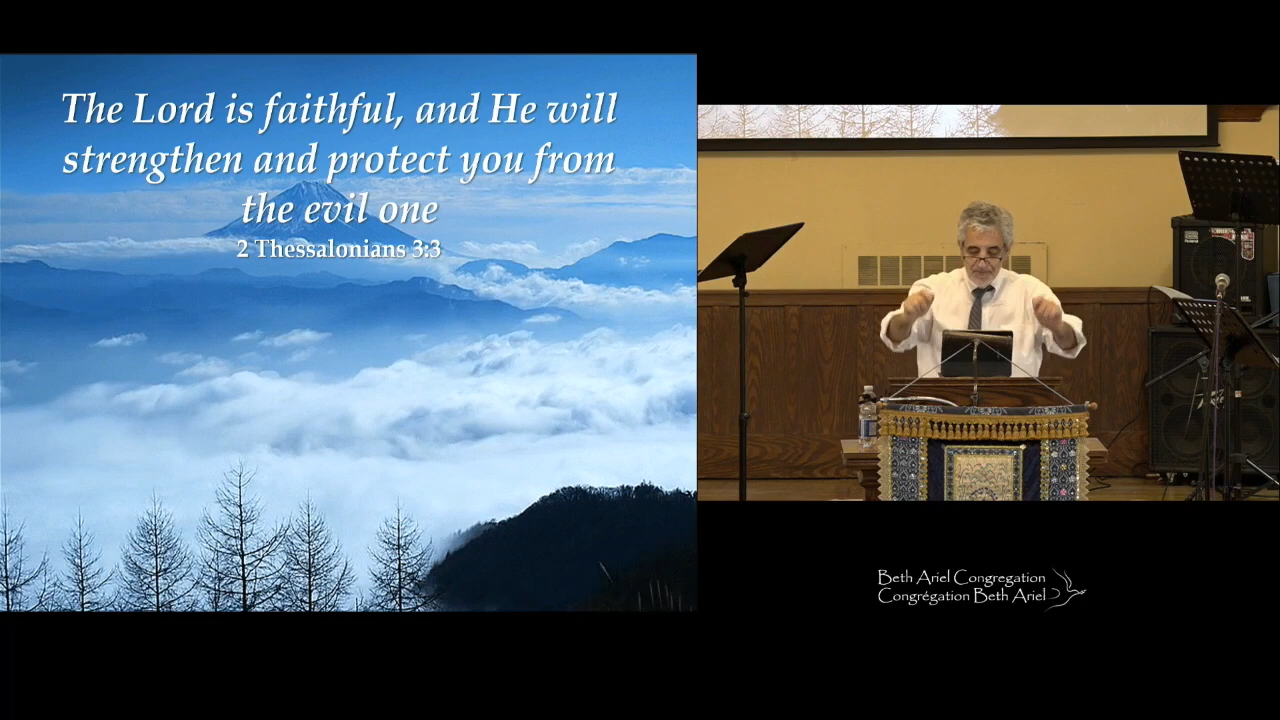 The Lord is faithful, and He will
strengthen and protect you from
the evil one
2 Thessalonians 3:3
Beth Ariel Congregation
Congrégation Beth Ariel